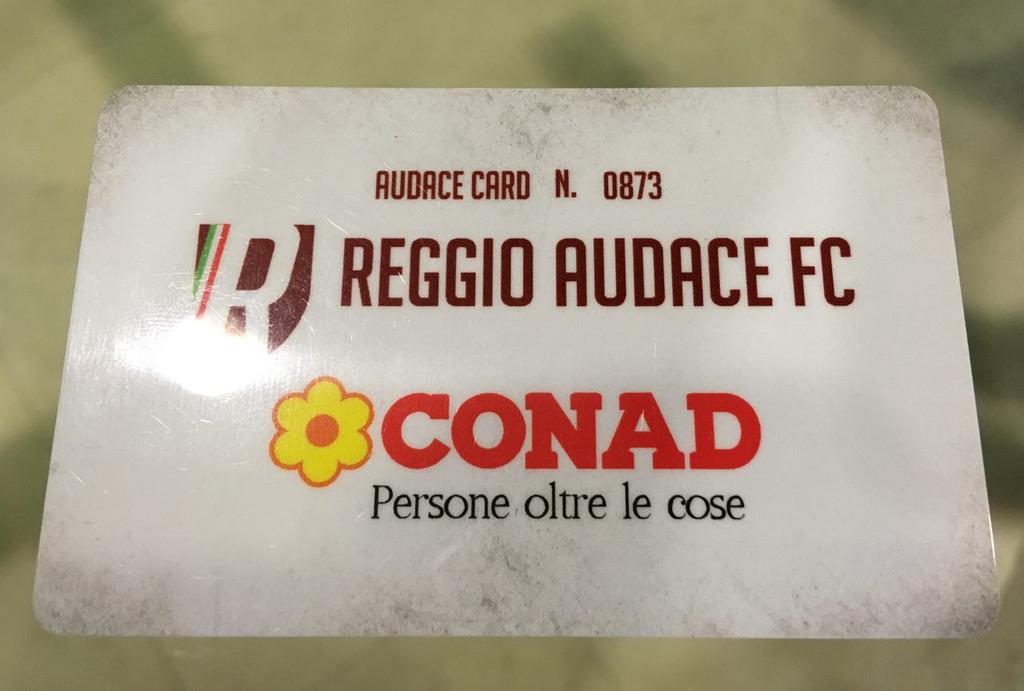 AUDACE CARD N. 0873
R REGGIO AUDACE FC
CONAD
Persone oltre le cose